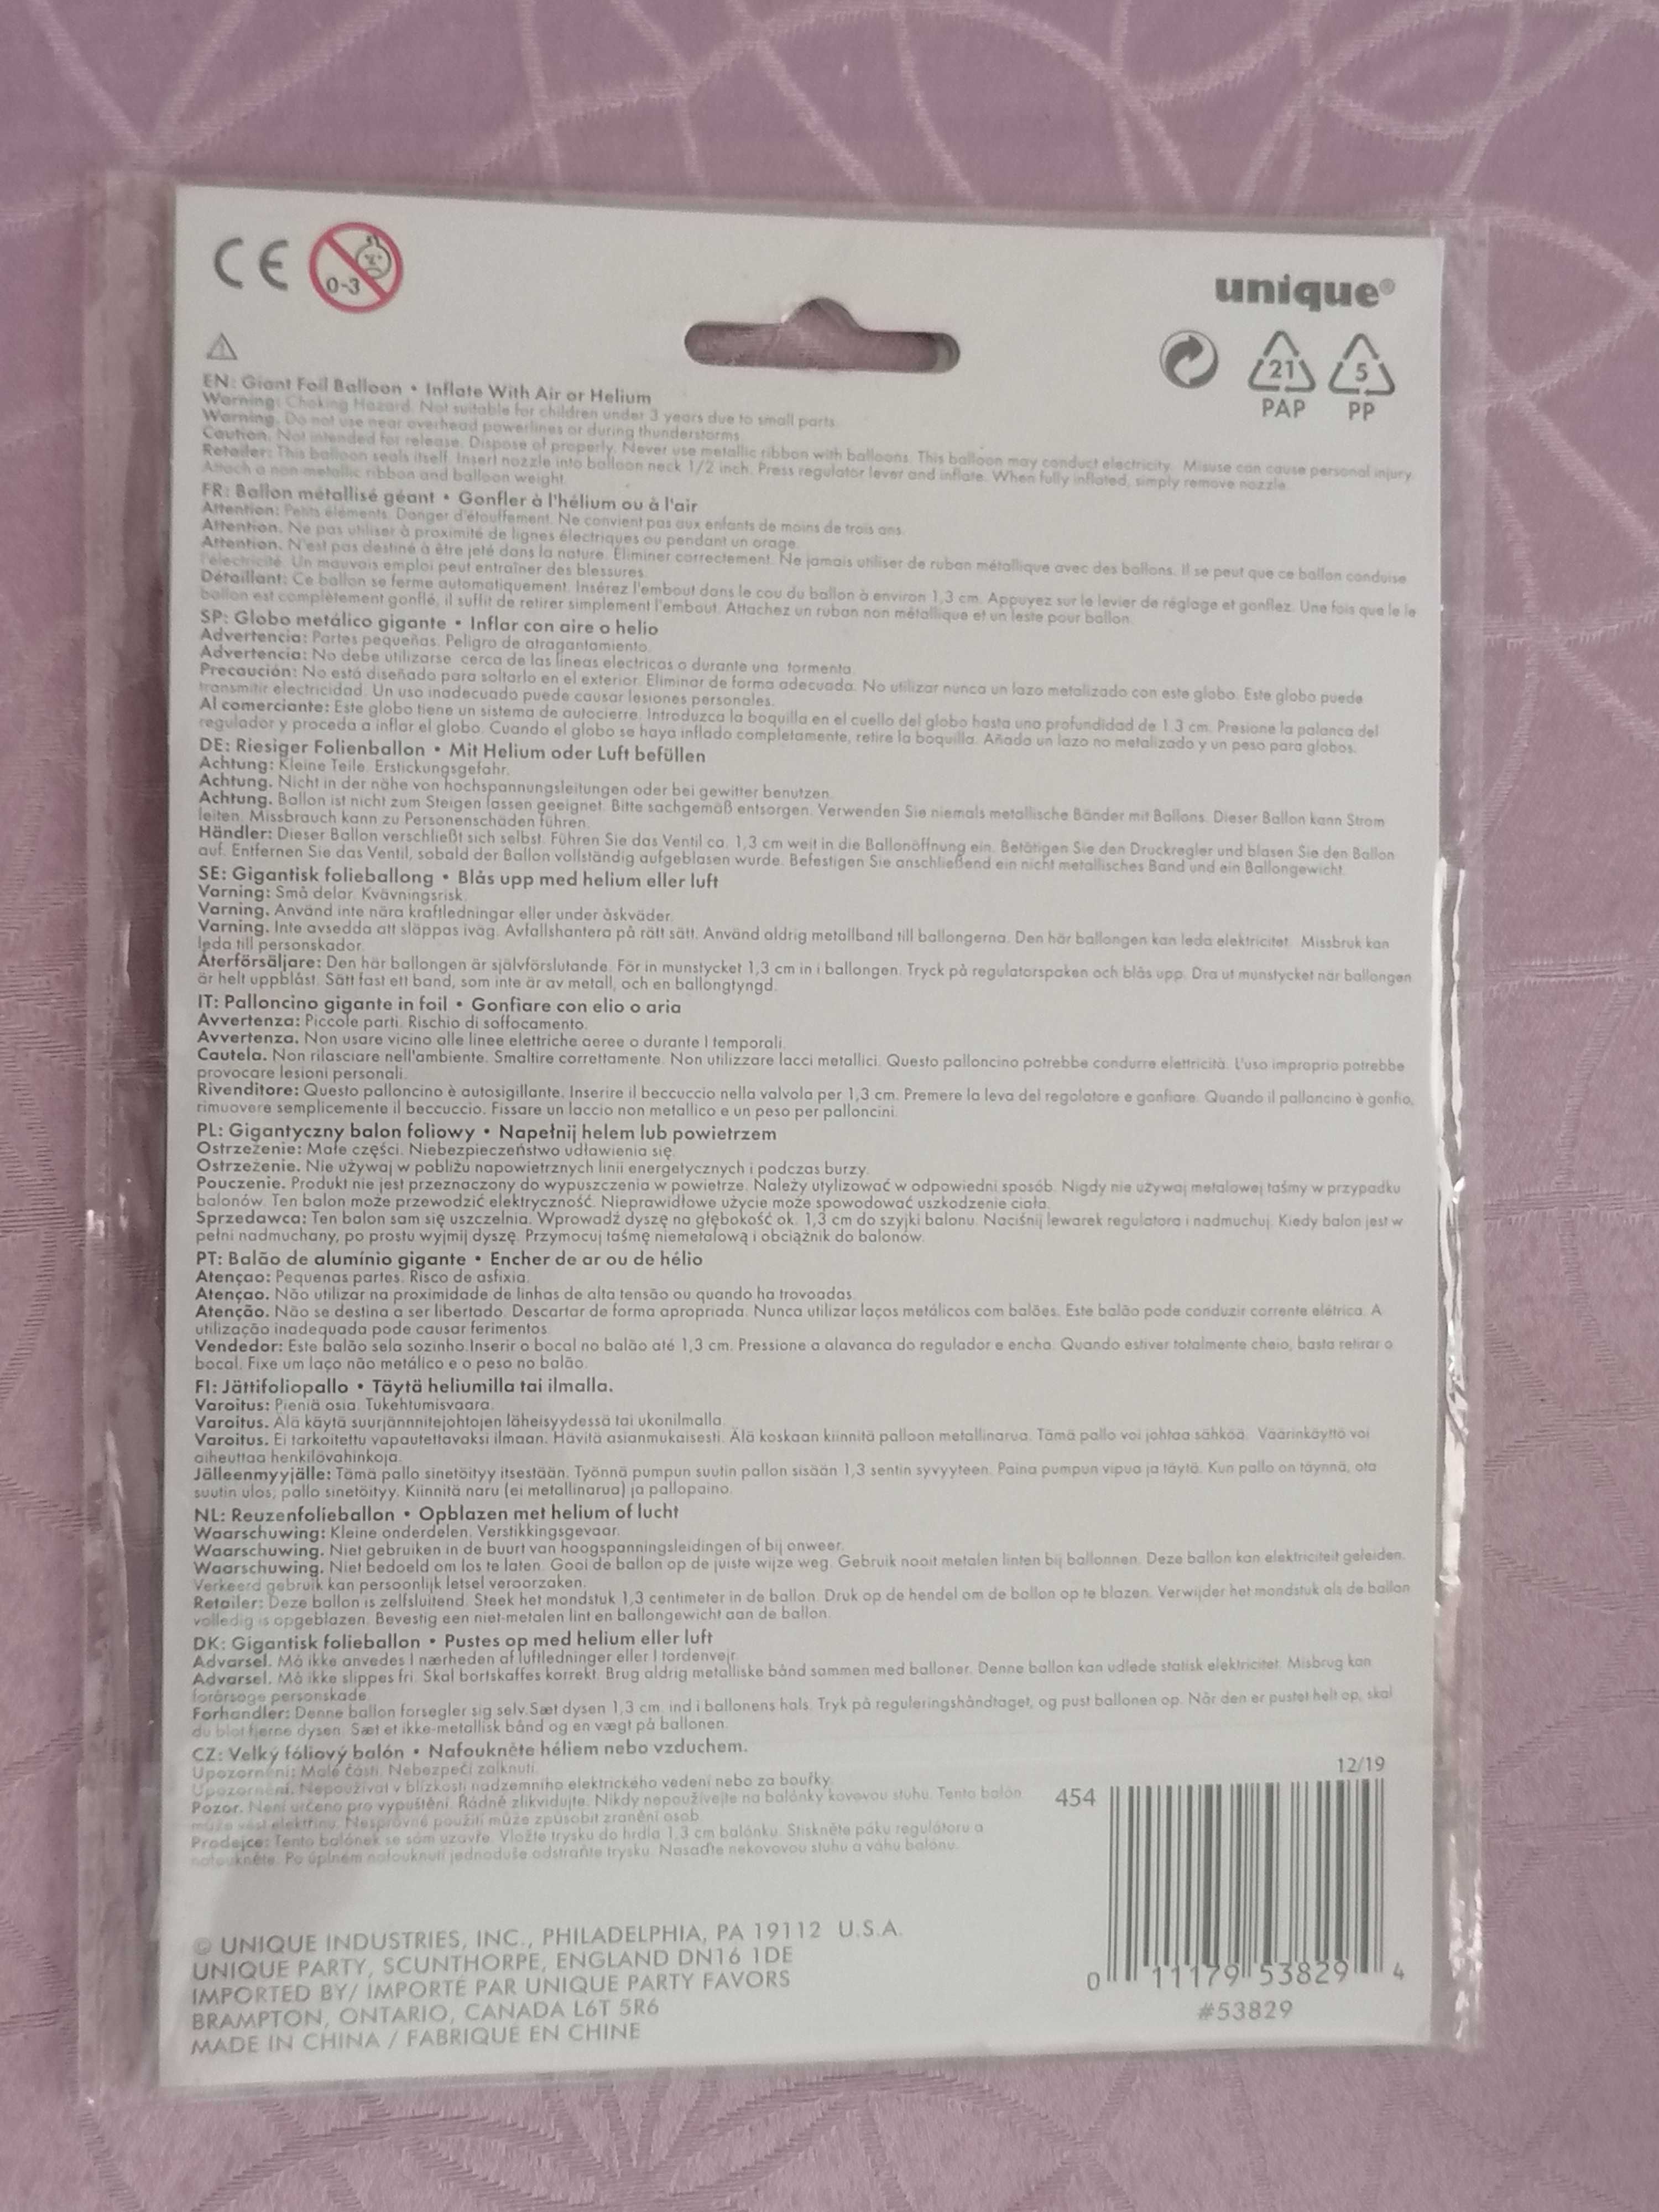 CE
0-3
unique®
21
PAP
5
PP
EN: Giant Foil Balloon • Inflate With Air or Helium
Warning: Choking Hazard. Not suitable for children under 3 years due to small parts.
Warning. Do not use near overhead powerlines or during thunderstorms.
Caution. Not intended for release. Dispose of properly. Never use metallic ribbon with balloons. This balloon may conduct electricity. Misuse can cause personal injury.
Retailer: This balloon seals itself. Insert nozzle into balloon neck 1/2 inch. Press regulator lever and inflate. When fully inflated, simply remove nozzle.
Attach a non-metallic ribbon and balloon weight.
FR: Ballon métallisé géant • Gonfler à l'hélium ou à l'air
Attention: Petits éléments. Danger d'étouffement. Ne convient pas aux enfants de moins de trois ans.
Attention. Ne pas utiliser à proximité de lignes électriques ou pendant un orage.
Attention. N'est pas destiné à être jeté dans la nature. Éliminer correctement. Ne jamais utiliser de ruban métallique avec des ballons. Il se peut que ce ballon conduise
l'électricité. Un mauvais emploi peut entraîner des blessures.
Détaillant: Ce ballon se ferme automatiquement. Insérez l'embout dans le cou du ballon à environ 1,3 cm. Appuyez sur le levier de réglage et gonflez. Une fois que le le
ballon est complètement gonflé, il suffit de retirer simplement l'embout. Attachez un ruban non métallique et un leste pour ballon.
SP: Globo metálico gigante • Inflar con aire o helio
Advertencia: Partes pequeñas. Peligro de atragantamiento.
Advertencia: No debe utilizarse cerca de las líneas electricas o durante una tormenta.
Precaución: No está diseñado para soltarlo en el exterior. Eliminar de forma adecuada. No utilizar nunca un lazo metalizado con este globo. Este globo puede
transmitir electricidad. Un uso inadecuado puede causar lesiones personales.
Al comerciante: Este globo tiene un sistema de autocierre. Introduzca la boquilla en el cuello del globo hasta una profundidad de 1.3 cm. Presione la palanca del
regulador y proceda a inflar el globo. Cuando el globo se haya inflado completamente, retire la boquilla. Añada un lazo no metalizado y un peso para globos.
DE: Riesiger Folienballon • Mit Helium oder Luft befüllen
Achtung: Kleine Teile. Erstickungsgefahr.
Achtung. Nicht in der nähe von hochspannungsleitungen oder bei gewitter benutzen.
Achtung. Ballon ist nicht zum Steigen lassen geeignet. Bitte sachgemäß entsorgen. Verwenden Sie niemals metallische Bänder mit Ballons. Dieser Ballon kann Strom
leiten. Missbrauch kann zu Personenschäden führen.
Händler: Dieser Ballon verschließt sich selbst. Führen Sie das Ventil ca. 1,3 cm weit in die Ballonöffnung ein. Betätigen Sie den Druckregler und blasen Sie den Ballon
auf. Entfernen Sie das Ventil, sobald der Ballon vollständig aufgeblasen wurde. Befestigen Sie anschließend ein nicht metallisches Band und ein Ballongewicht.
SE: Gigantisk folieballong • Blås upp med helium eller luft
Varning: Små delar. Kvävningsrisk.
Varning. Använd inte nära kraftledningar eller under åskväder.
Varning. Inte avsedda att släppas iväg. Avfallshantera på rätt sätt. Använd aldrig metallband till ballongerna. Den här ballongen kan leda elektricitet. Missbruk kan
leda till personskador.
Återförsäljare: Den här ballongen är självförslutande. För in munstycket 1,3 cm in i ballongen. Tryck på regulatorspaken och blås upp. Dra ut munstycket när ballongen
är helt uppblåst. Sätt fast ett band, som inte är av metall, och en ballongtyngd.
IT: Palloncino gigante in foil • Gonfiare con elio o aria
Avvertenza: Piccole parti. Rischio di soffocamento.
Avvertenza. Non usare vicino alle linee elettriche aeree o durante I temporali.
Cautela. Non rilasciare nell'ambiente. Smaltire correttamente. Non utilizzare lacci metallici. Questo palloncino potrebbe condurre elettricità. L'uso improprio potrebbe
provocare lesioni personali.
Rivenditore: Questo palloncino è autosigillante. Inserire il beccuccio nella valvola per 1,3 cm. Premere la leva del regolatore e gonfiare. Quando il palloncino è gonfio,
rimuovere semplicemente il beccuccio. Fissare un laccio non metallico e un peso per palloncini.
PL: Gigantyczny balon foliowy • Napełnij helem lub powietrzem
Ostrzeżenie: Małe części. Niebezpieczeństwo udławienia się.
Ostrzeżenie. Nie używaj w pobliżu napowietrznych linii energetycznych i podczas burzy.
Pouczenie. Produkt nie jest przeznaczony do wypuszczenia w powietrze. Należy utylizować w odpowiedni sposób. Nigdy nie używaj metalowej taśmy w przypadku
balonów. Ten balon może przewodzić elektryczność. Nieprawidłowe użycie może spowodować uszkodzenie ciała.
Sprzedawca: Ten balon sam się uszczelnia. Wprowadź dyszę na głębokość ok. 1,3 cm do szyjki balonu. Naciśnij lewarek regulatora i nadmuchuj. Kiedy balon jest w
pełni nadmuchany, po prostu wyjmij dyszę. Przymocuj taśmę niemetalową i obciążnik do balonów.
PT: Balão de alumínio gigante • Encher de ar ou de hélio
Atençao: Pequenas partes. Risco de asfixia.
Atençao. Não utilizar na proximidade de linhas de alta tensão ou quando ha trovoadas.
Atenção. Não se destina a ser libertado. Descartar de forma apropriada. Nunca utilizar laços metálicos com balões. Este balão pode conduzir corrente elétrica. A
utilização inadequada pode causar ferimentos.
Vendedor: Este balão sela sozinho.Inserir o bocal no balão até 1,3 cm. Pressione a alavanca do regulador e encha. Quando estiver totalmente cheio, basta retirar o
bocal. Fixe um laço não metálico e o peso no balão.
FI: Jättifoliopallo • Täytä heliumilla tai ilmalla.
Varoitus: Pieniä osia. Tukehtumisvaara.
Varoitus. Älä käytä suurjännnitejohtojen läheisyydessä tai ukonilmalla.
Varoitus. Ei tarkoitettu vapautettavaksi ilmaan. Hävitä asianmukaisesti. Älä koskaan kiinnitä palloon metallinarua. Tämä pallo voi johtaa sähköä. Väärinkäyttö voi
aiheuttaa henkilövahinkoja.
Jälleenmyyjälle: Tämä pallo sinetöityy itsestään. Työnnä pumpun suutin pallon sisään 1,3 sentin syvyyteen. Paina pumpun vipua ja täytä. Kun pallo on täynnä, ota
suutin ulos; pallo sinetöityy. Kiinnitä naru (ei metallinarua) ja pallopaino.
NL: Reuzenfolieballon • Opblazen met helium of lucht
Waarschuwing: Kleine onderdelen. Verstikkingsgevaar.
Waarschuwing. Niet gebruiken in de buurt van hoogspanningsleidingen of bij onweer.
Waarschuwing. Niet bedoeld om los te laten. Gooi de ballon op de juiste wijze weg. Gebruik nooit metalen linten bij ballonnen. Deze ballon kan elektriciteit geleiden.
Verkeerd gebruik kan persoonlijk letsel veroorzaken.
Retailer: Deze ballon is zelfsluitend. Steek het mondstuk 1,3 centimeter in de ballon. Druk op de hendel om de ballon op te blazen. Verwijder het mondstuk als de ballon
volledig is opgeblazen. Bevestig een niet-metalen lint en ballongewicht aan de ballon.
DK: Gigantisk folieballon • Pustes op med helium eller luft
Advarsel. Må ikke anvedes I nærheden af luftledninger eller I tordenvejr.
Advarsel. Må ikke slippes fri. Skal bortskaffes korrekt. Brug aldrig metalliske bånd sammen med balloner. Denne ballon kan udlede statisk elektricitet. Misbrug kan
forårsage personskade.
Forhandler: Denne ballon forsegler sig selv.Sæt dysen 1,3 cm. ind i ballonens hals. Tryk på reguleringshåndtaget, og pust ballonen op. Når den er pustet helt op, skal
du blot fjerne dysen. Sæt et ikke-metallisk bånd og en vægt på ballonen.
CZ: Velký fóliový balón • Nafoukněte héliem nebo vzduchem.
Upozornění: Malé části. Nebezpečí zalknutí.
Upozornění. Nepoužívat v blízkosti nadzemního elektrického vedení nebo za bouřky.
Pozor. Není určeno pro vypuštění. Řádně zlikvidujte. Nikdy nepoužívejte na balónky kovovou stuhu. Tento balón
může vést elektřinu. Nesprávné použití může způsobit zranění osob.
Prodejce: Tento balónek se sám uzavře. Vložte trysku do hrdla 1,3 cm balónku. Stiskněte páku regulátoru a
nafoukněte. Po úplném nafouknutí jednoduše odstraňte trysku. Nasaďte nekovovou stuhu a váhu balónu.
12/19
454
0 11179 53829 4
#53829
© UNIQUE INDUSTRIES, INC., PHILADELPHIA, PA 19112 U.S.A.
UNIQUE PARTY, SCUNTHORPE, ENGLAND DN16 1DE
IMPORTED BY/ IMPORTÉ PAR UNIQUE PARTY FAVORS
BRAMPTON, ONTARIO, CANADA L6T 5R6
MADE IN CHINA / FABRIQUÉ EN CHINE